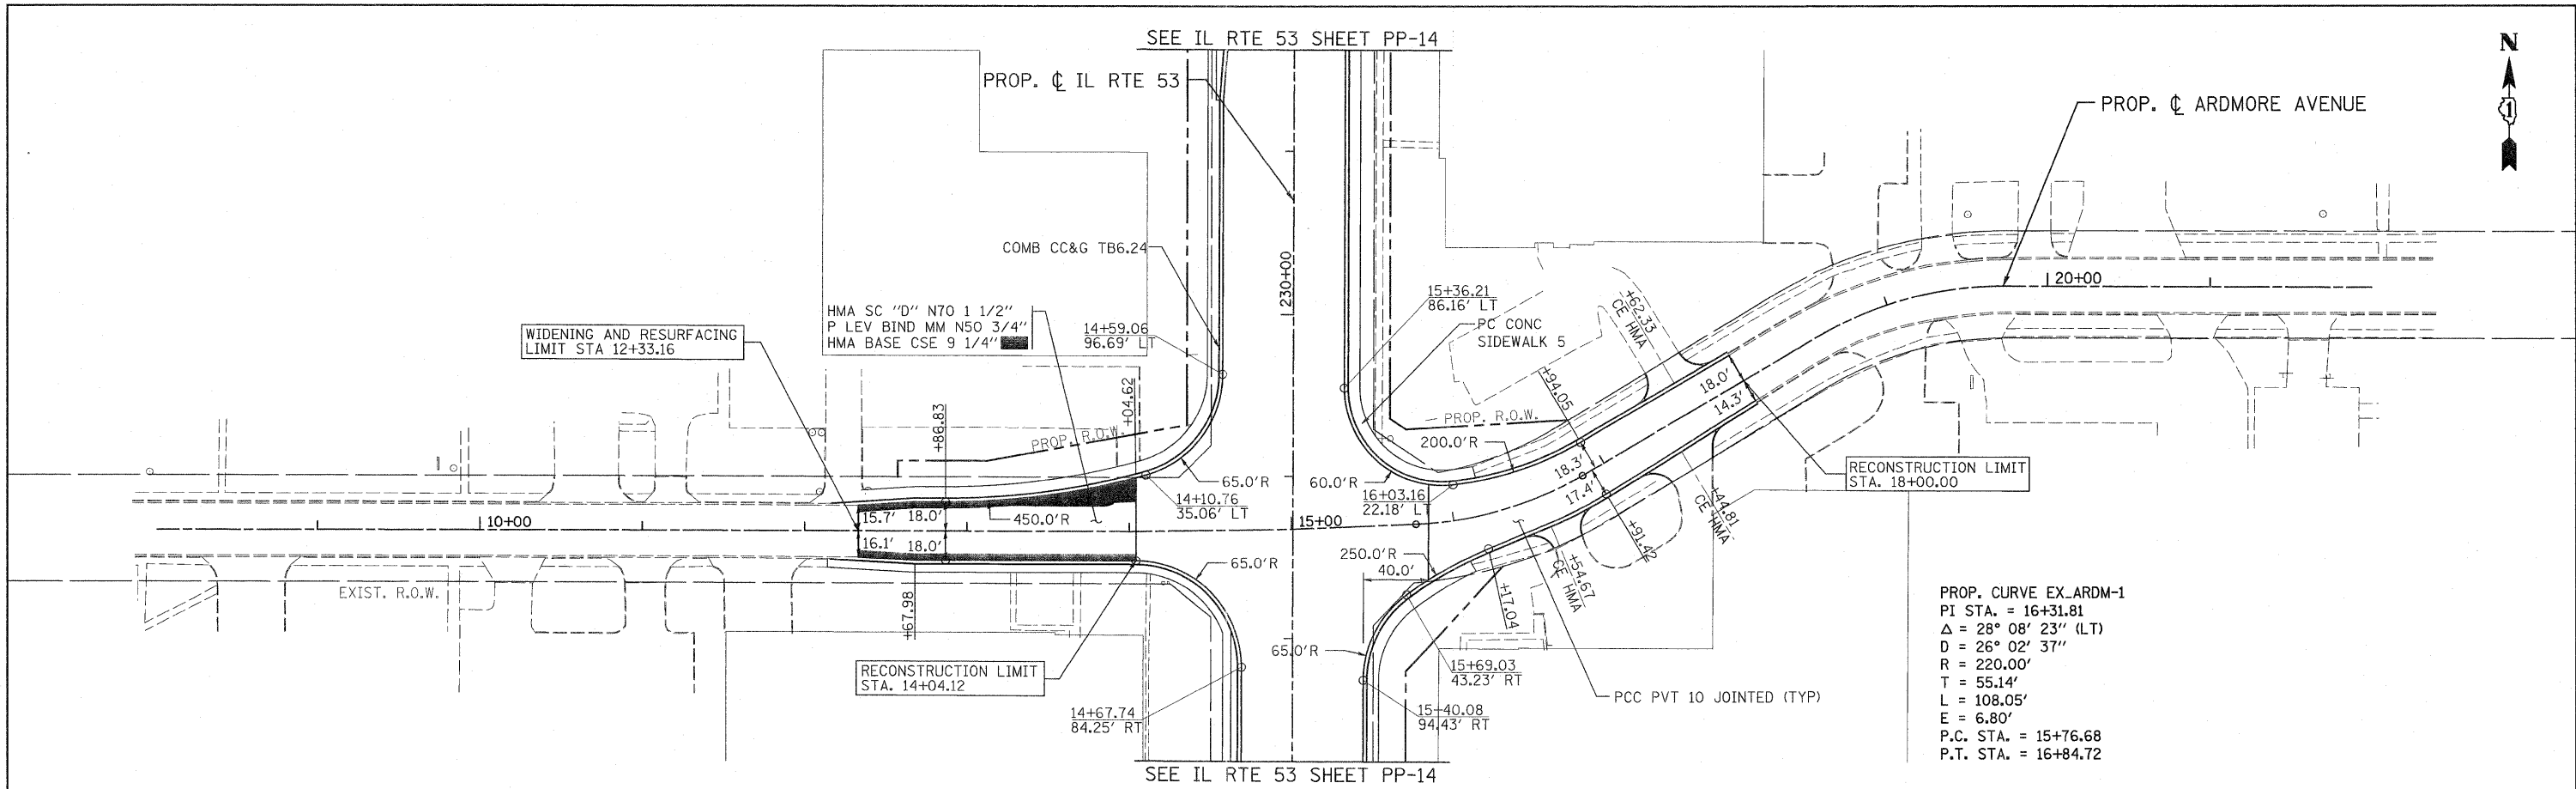 SEE IL RTE 53 SHEET PP-14
N
1
PROP. ℄ IL RTE 53
PROP. ℄ ARDMORE AVENUE
COMB CC&G TB6.24
230+00
20+00
HMA SC "D" N70 1 1/2"
P LEV BIND MM N50 3/4"
HMA BASE CSE 9 1/4"
14+59.06
96.69' LT
15+36.21
86.16' LT
PC CONC
SIDEWALK 5
+62.33
CE HMA
WIDENING AND RESURFACING
LIMIT STA 12+33.16
+86.83
+04.62
+94.05
18.0'
14.3'
PROP. R.O.W.
PROP. R.O.W.
200.0'R
18.3'
17.4'
RECONSTRUCTION LIMIT
STA. 18+00.00
65.0'R
60.0'R
14+10.76
35.06' LT
16+03.16
22.18' LT
+44.81
CE HMA
10+00
15.7'
18.0'
450.0'R
15+00
16.1'
18.0'
+91.42
250.0'R
40.0'
65.0'R
+54.67
CE HMA
EXIST. R.O.W.
+67.98
+17.04
PROP. CURVE EX_ARDM-1
PI STA. = 16+31.81
Δ = 28° 08' 23" (LT)
D = 26° 02' 37"
R = 220.00'
T = 55.14'
L = 108.05'
E = 6.80'
P.C. STA. = 15+76.68
P.T. STA. = 16+84.72
RECONSTRUCTION LIMIT
STA. 14+04.12
65.0'R
15+69.03
43.23' RT
PCC PVT 10 JOINTED (TYP)
14+67.74
84.25' RT
15+40.08
94.43' RT
SEE IL RTE 53 SHEET PP-14